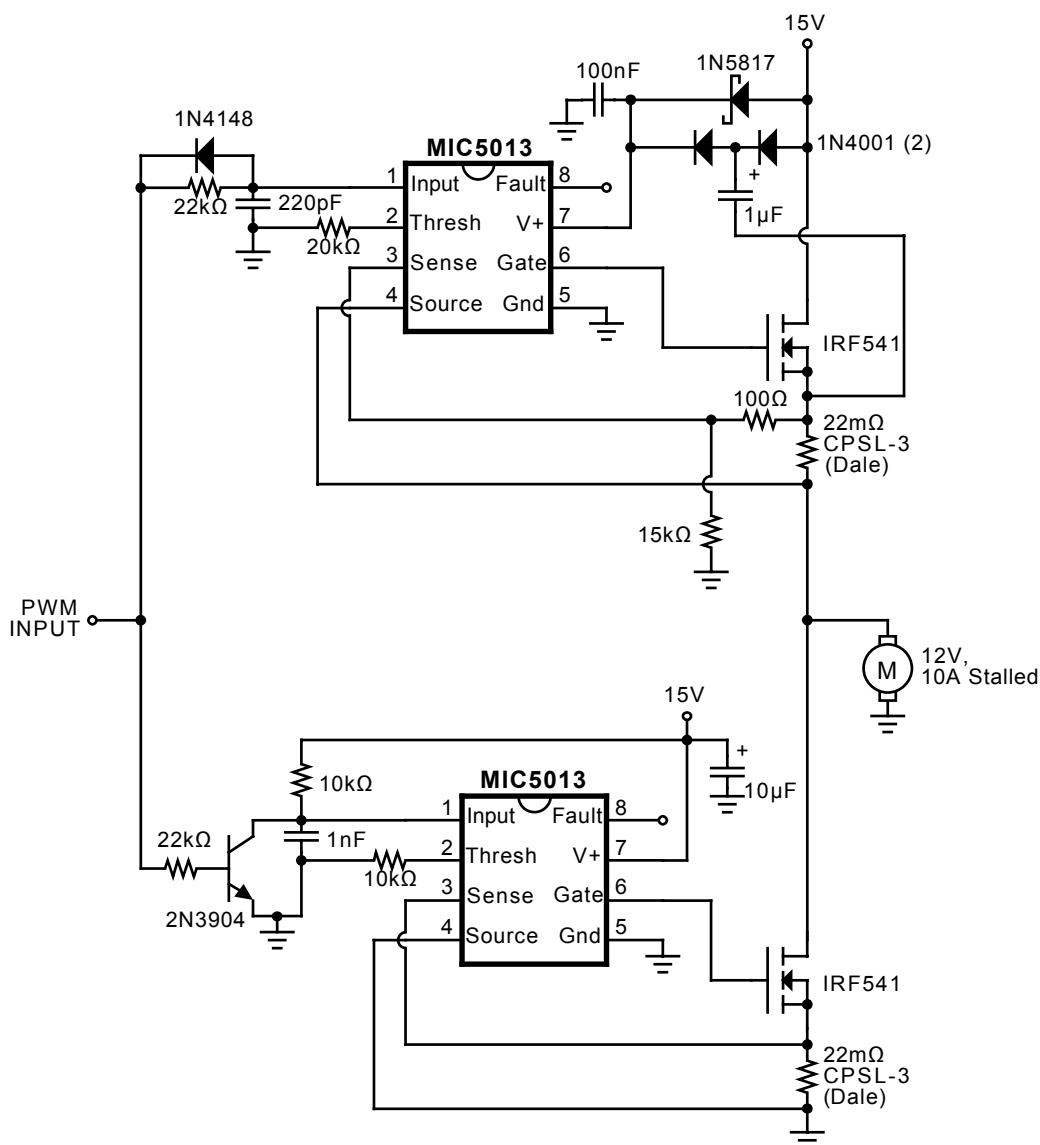 15V
100nF
1N5817
1N4148
MIC5013
1N4001 (2)
+
1µF
22kΩ
220pF
20kΩ
1 Input Fault 8
2 Thresh V+ 7
3 Sense Gate 6
4 Source Gnd 5
IRF541
100Ω
22mΩ
CPSL-3
(Dale)
15kΩ
PWM
INPUT
M
12V,
10A Stalled
15V
+
10µF
10kΩ
MIC5013
22kΩ
1nF
10kΩ
2N3904
1 Input Fault 8
2 Thresh V+ 7
3 Sense Gate 6
4 Source Gnd 5
IRF541
22mΩ
CPSL-3
(Dale)